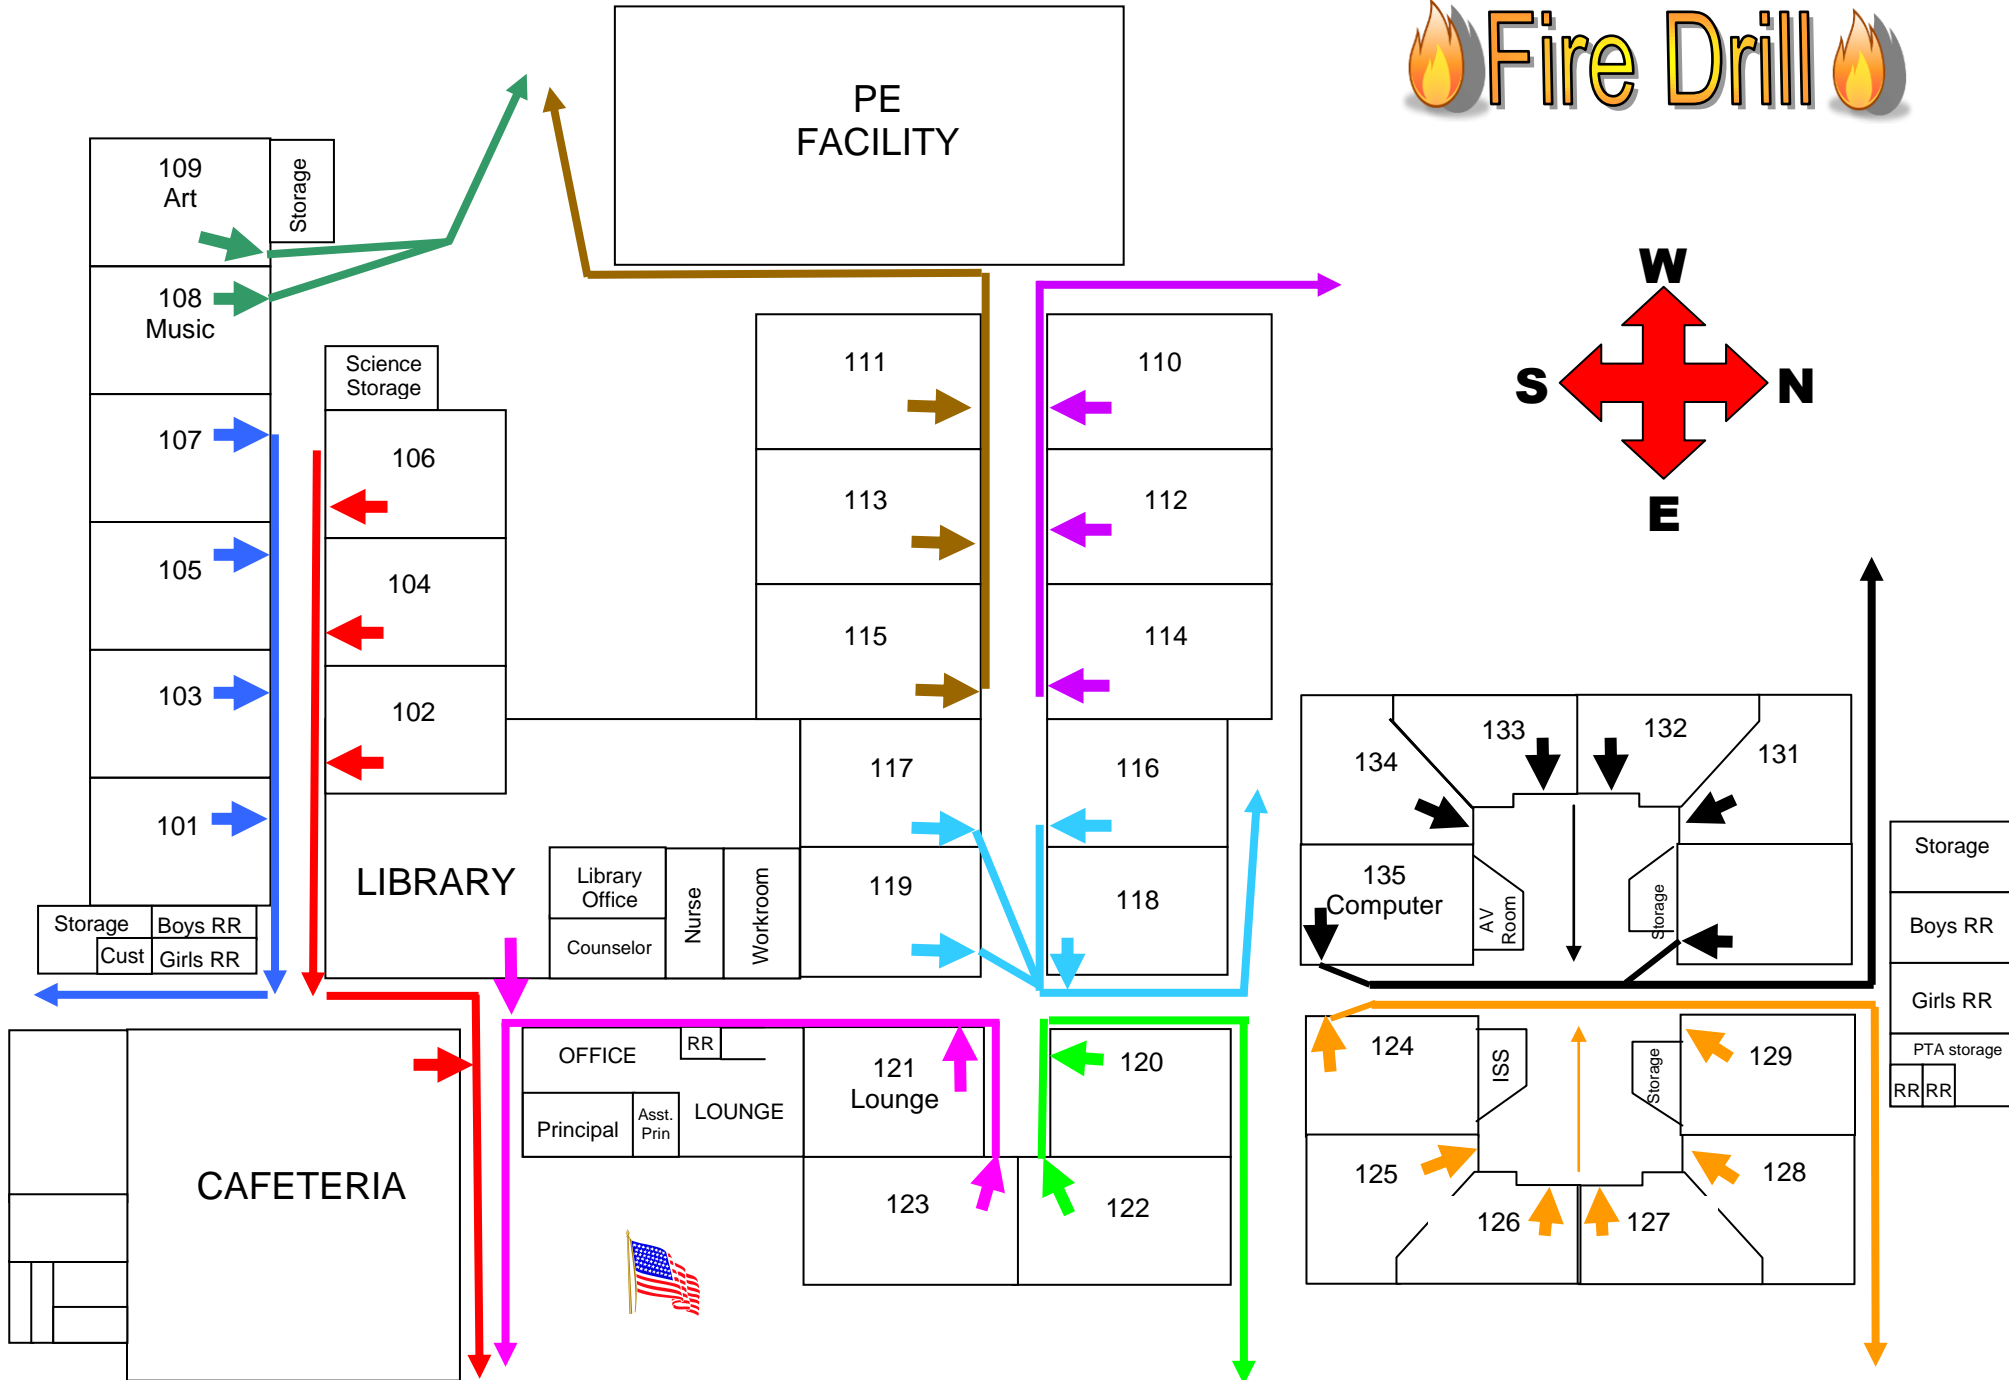 Fire Drill
PE
FACILITY
109
Art
Storage
108
Music
W
S
N
E
Science
Storage
111
110
107
106
113
112
105
104
115
114
103
102
133
132
134
131
117
116
101
Storage
LIBRARY
Library
Office
Nurse
Workroom
119
118
135
Computer
AV
Room
Storage
Storage
Boys RR
Cust
Girls RR
Counselor
Boys RR
Girls RR
OFFICE
RR
121
Lounge
120
124
ISS
Storage
129
PTA storage
RR
RR
Principal
Asst.
Prin
LOUNGE
CAFETERIA
123
122
125
126
127
128